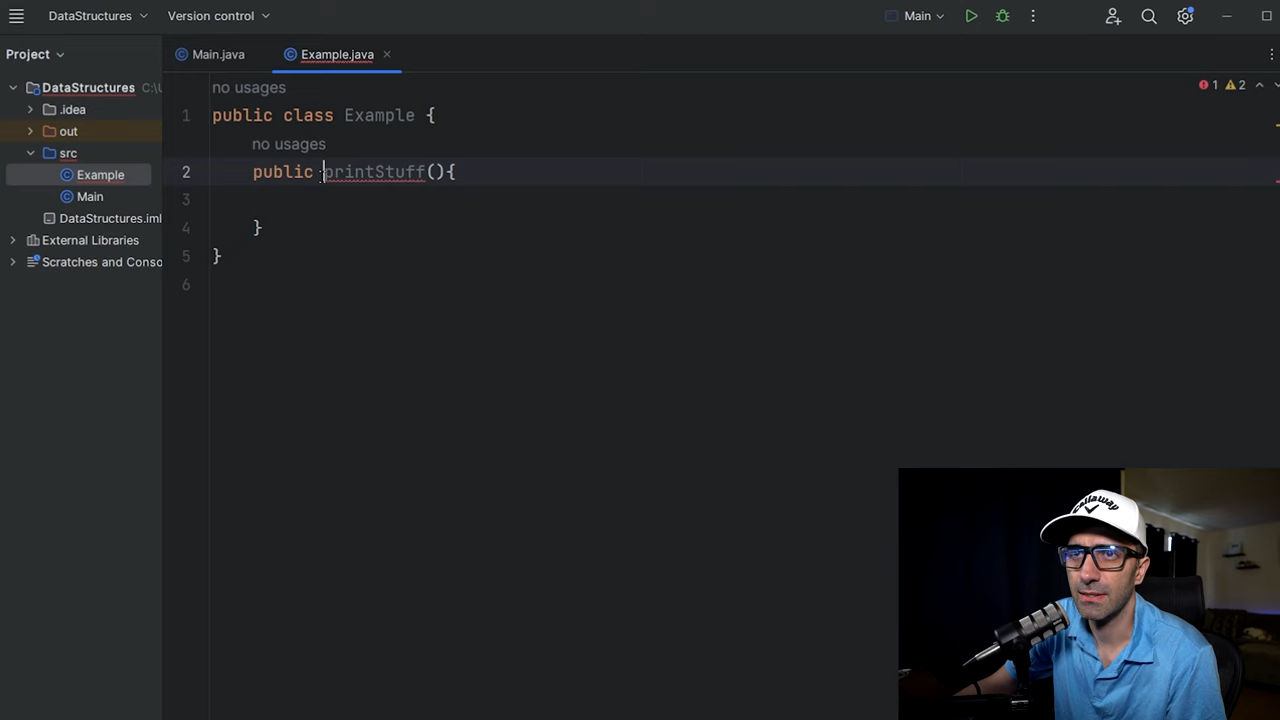 DataStructures
Version control
Main
Project
Main.java
Example.java
DataStructures C:\U
.idea
out
src
Example
Main
DataStructures.iml
External Libraries
Scratches and Conso
1
2
no usages
1 public class Example {
no usages
2 public printStuff(){
3
4 }
5 }
6
callaway